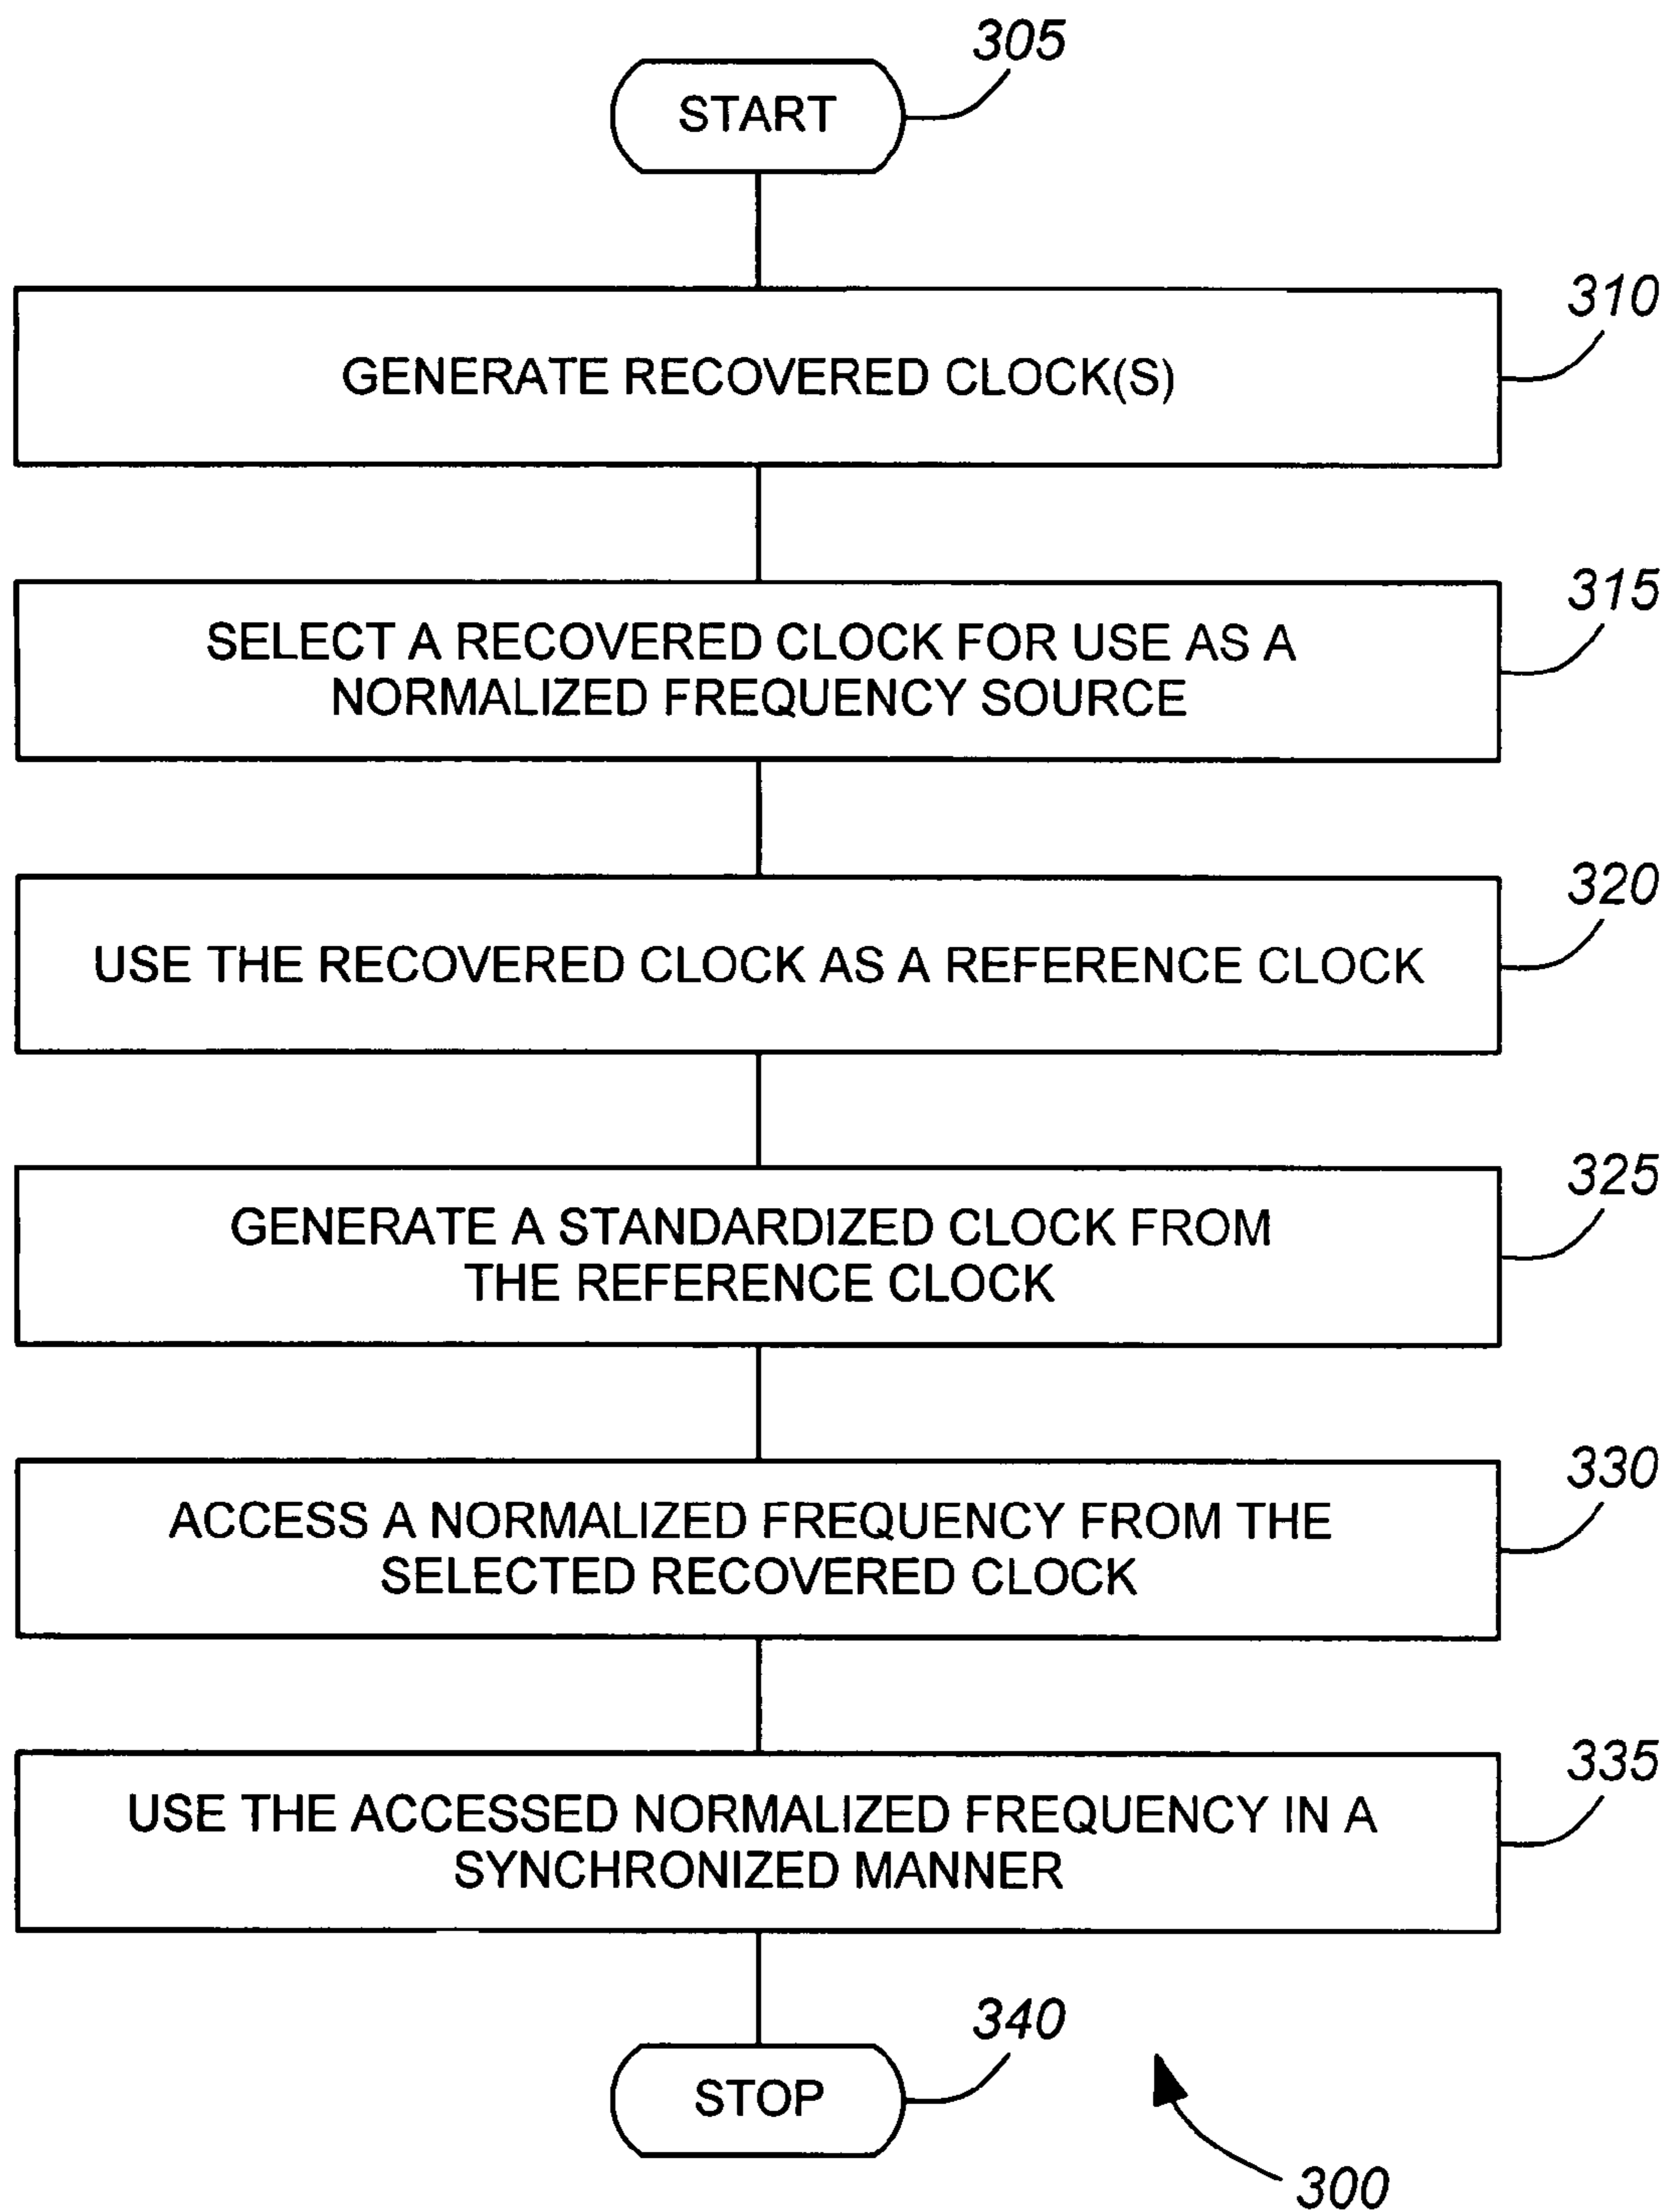 305
START
310
GENERATE RECOVERED CLOCK(S)
315
SELECT A RECOVERED CLOCK FOR USE AS A
NORMALIZED FREQUENCY SOURCE
320
USE THE RECOVERED CLOCK AS A REFERENCE CLOCK
325
GENERATE A STANDARDIZED CLOCK FROM
THE REFERENCE CLOCK
330
ACCESS A NORMALIZED FREQUENCY FROM THE
SELECTED RECOVERED CLOCK
335
USE THE ACCESSED NORMALIZED FREQUENCY IN A
SYNCHRONIZED MANNER
340
STOP
300